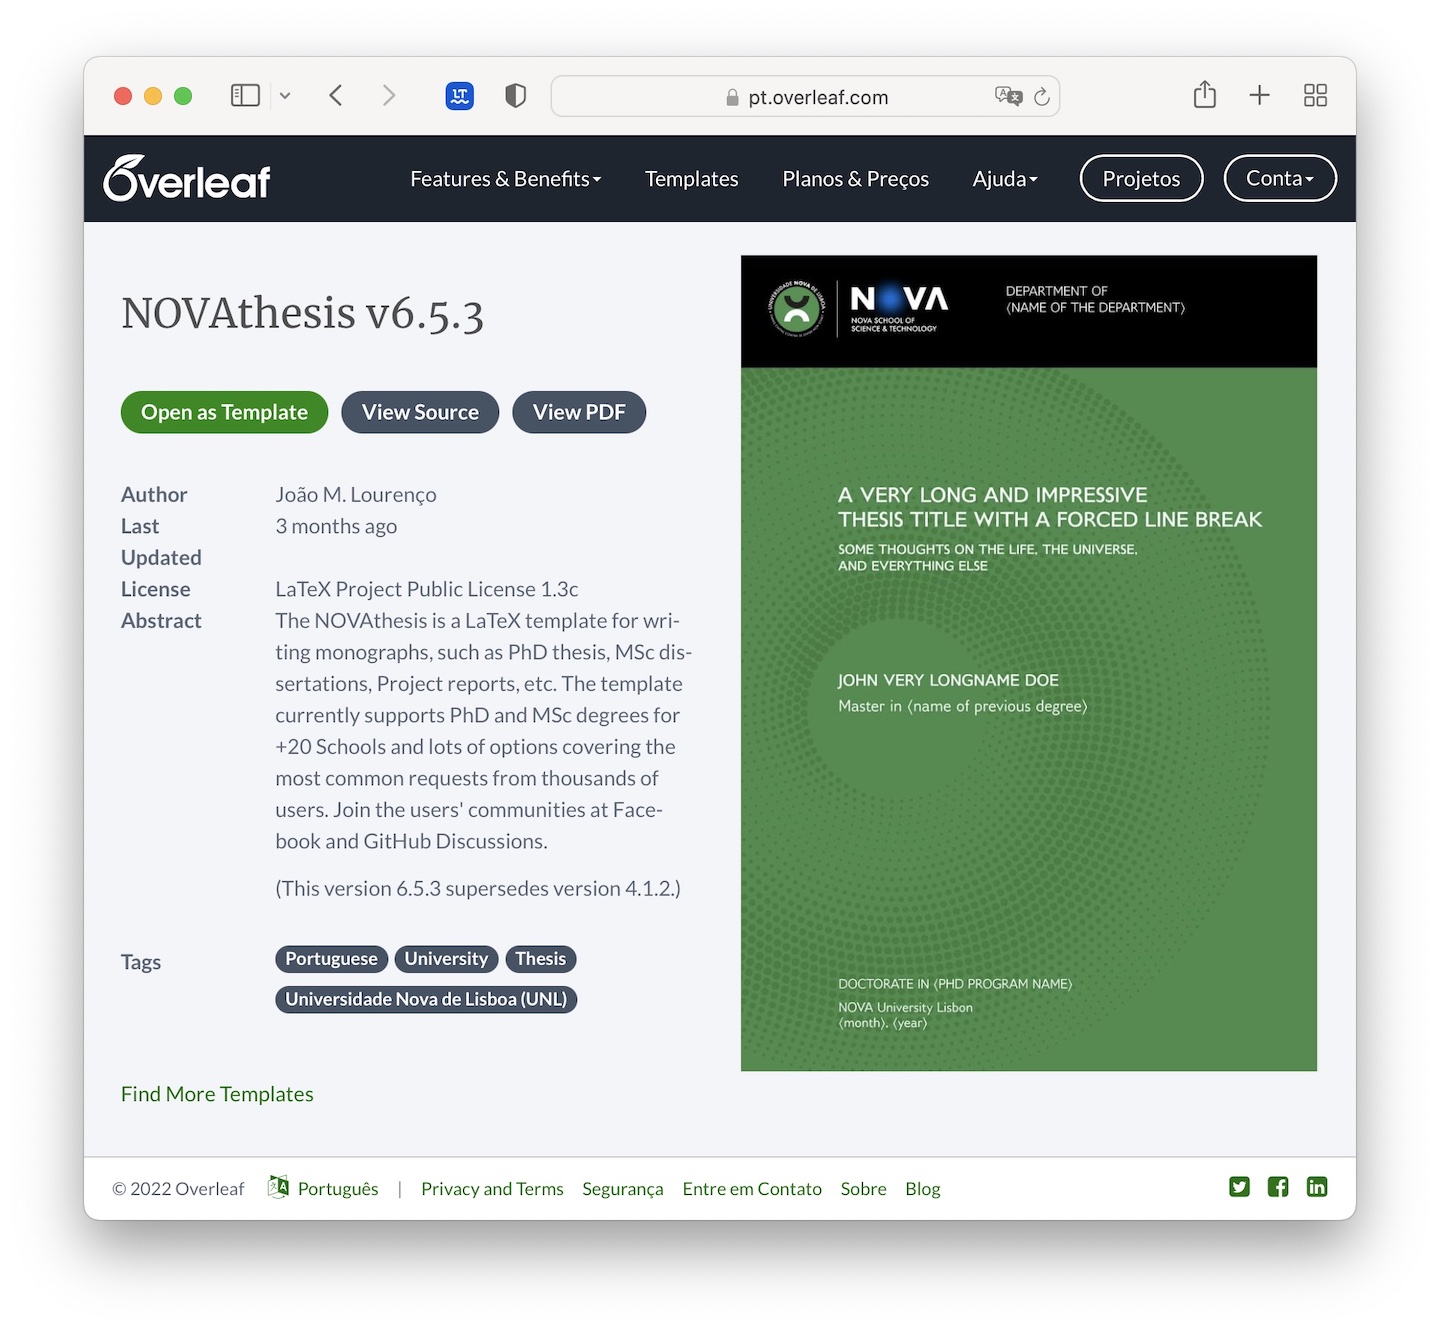 pt.overleaf.com
Overleaf
Features & Benefits
Templates
Planos & Preços
Ajuda
Projetos
Conta
NOVAthesis v6.5.3
Open as Template
View Source
View PDF
Author João M. Lourenço
Last 3 months ago
Updated
License LaTeX Project Public License 1.3c
Abstract The NOVAthesis is a LaTeX template for wri-
ting monographs, such as PhD thesis, MSc dis-
sertations, Project reports, etc. The template
currently supports PhD and MSc degrees for
+20 Schools and lots of options covering the
most common requests from thousands of
users. Join the users' communities at Face-
book and GitHub Discussions.
(This version 6.5.3 supersedes version 4.1.2.)
Tags Portuguese University Thesis
Universidade Nova de Lisboa (UNL)
Find More Templates
NOVA
NOVA SCHOOL OF
SCIENCE & TECHNOLOGY
DEPARTMENT OF
⟨NAME OF THE DEPARTMENT⟩
A VERY LONG AND IMPRESSIVE
THESIS TITLE WITH A FORCED LINE BREAK
SOME THOUGHTS ON THE LIFE, THE UNIVERSE,
AND EVERYTHING ELSE
JOHN VERY LONGNAME DOE
Master in ⟨name of previous degree⟩
DOCTORATE IN ⟨PHD PROGRAM NAME⟩
NOVA University Lisbon
⟨month⟩, ⟨year⟩
© 2022 Overleaf
Português | Privacy and Terms Segurança Entre em Contato Sobre Blog